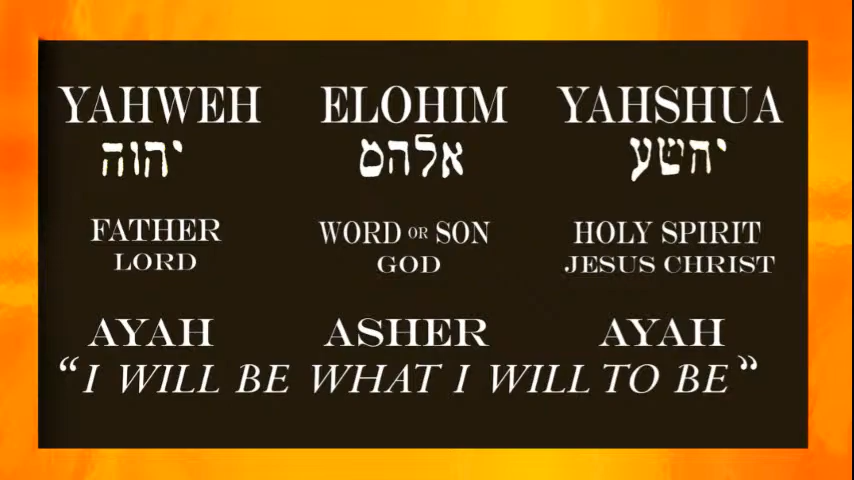 YAHWEH ELOHIM YAHSHUA
יהוה אלהם יהשע
FATHER WORD OR SON HOLY SPIRIT
LORD GOD JESUS CHRIST
AYAH ASHER AYAH
“I WILL BE WHAT I WILL TO BE”